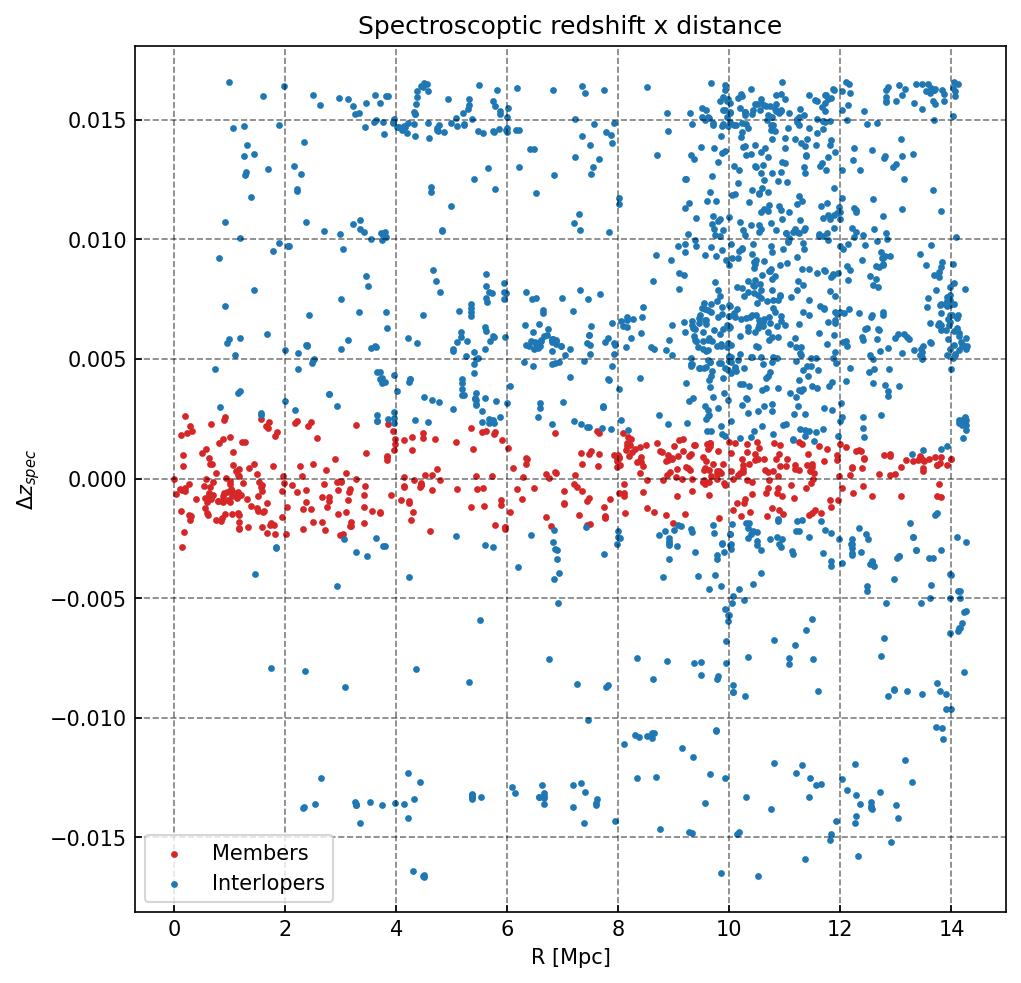 Spectroscoptic redshift x distance
0.015
0.010
0.005
0.000
−0.005
−0.010
−0.015
Δz_spec
Members
Interlopers
0 2 4 6 8 10 12 14
R [Mpc]